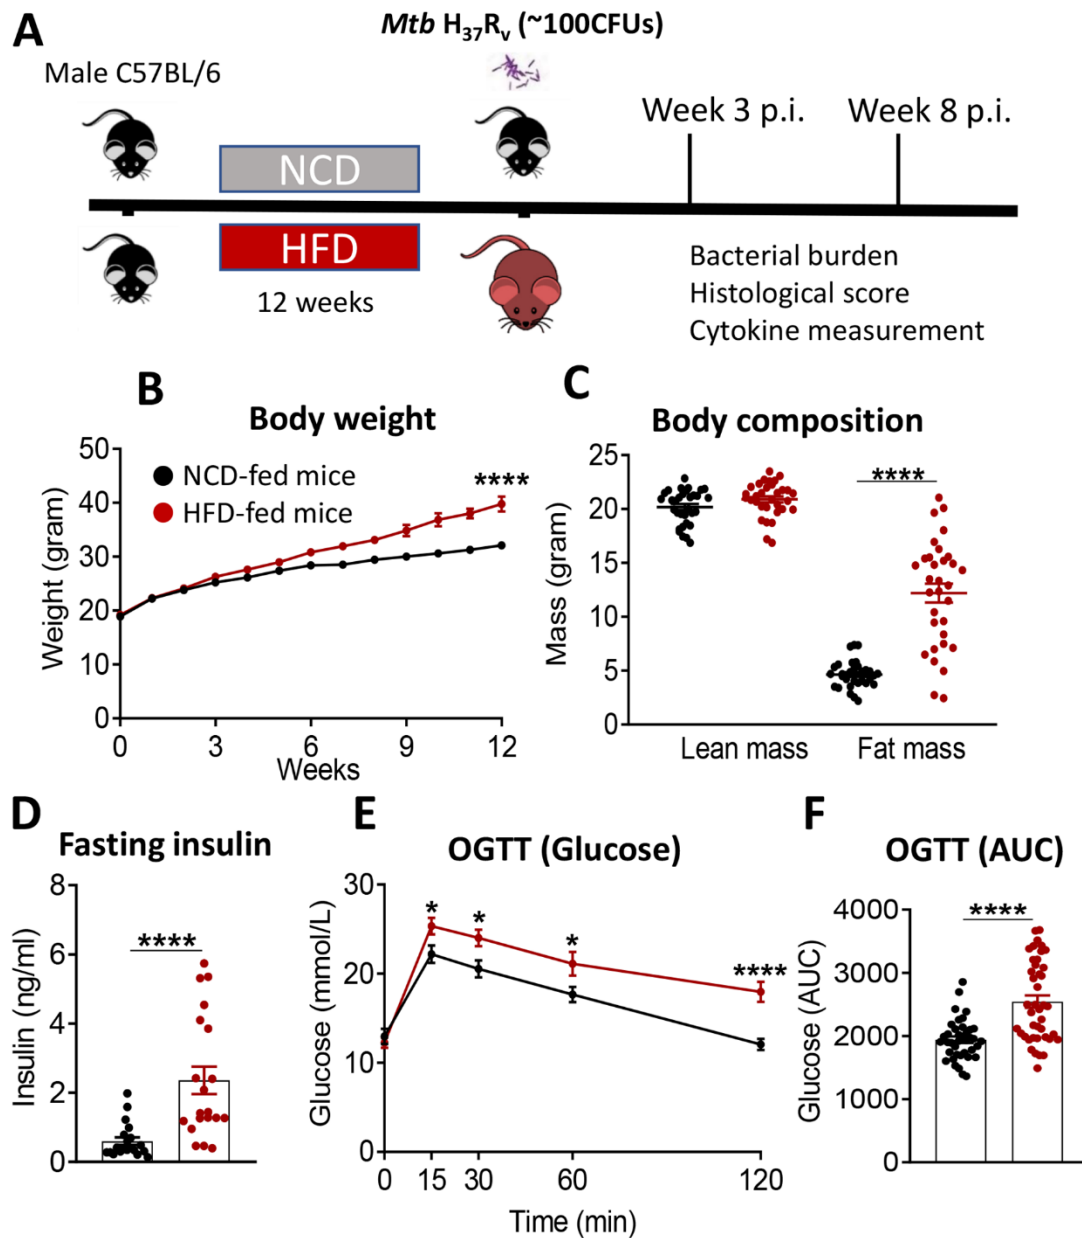 A
Mtb H37Rv (~100CFUs)
Male C57BL/6
Week 3 p.i.
Week 8 p.i.
NCD
HFD
12 weeks
Bacterial burden
Histological score
Cytokine measurement
B
Body weight
NCD-fed mice
HFD-fed mice
****
Weight (gram)
50
40
30
20
10
0
0 3 6 9 12
Weeks
C
Body composition
****
Mass (gram)
25
20
15
10
5
0
Lean mass Fat mass
D
Fasting insulin
****
Insulin (ng/ml)
8
6
4
2
0
E
OGTT (Glucose)
* * * ****
Glucose (mmol/L)
30
20
10
0
0 15 30 60 120
Time (min)
F
OGTT (AUC)
****
Glucose (AUC)
4000
3000
2000
1000
0